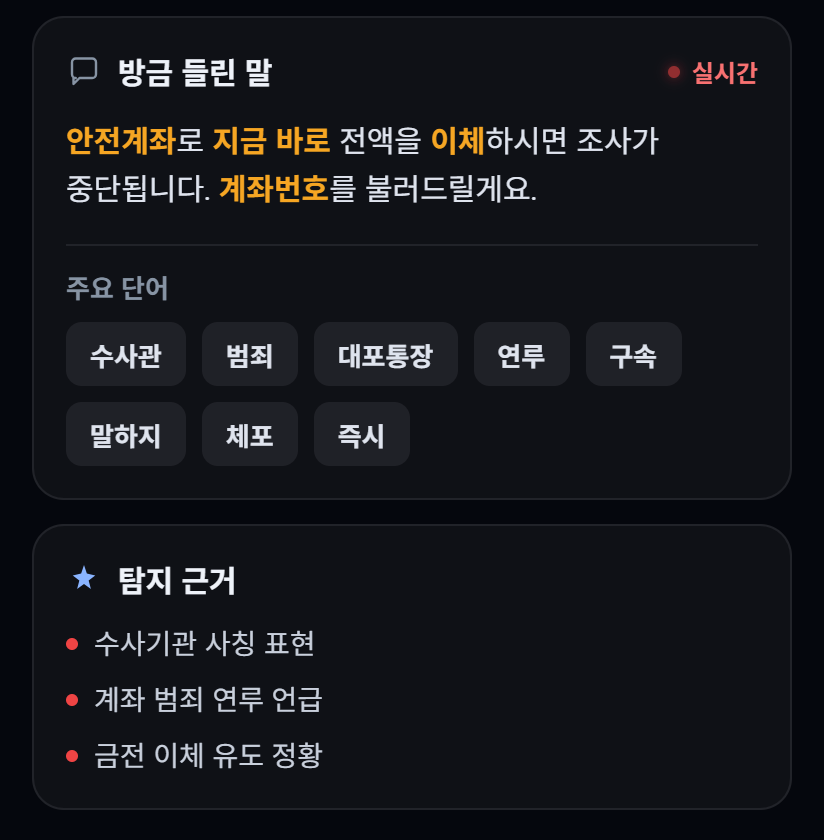 방금 들린 말
실시간
안전계좌로 지금 바로 전액을 이체하시면 조사가
중단됩니다. 계좌번호를 불러드릴게요.
주요 단어
수사관 범죄 대포통장 연루 구속
말하지 체포 즉시
탐지 근거
수사기관 사칭 표현
계좌 범죄 연루 언급
금전 이체 유도 정황